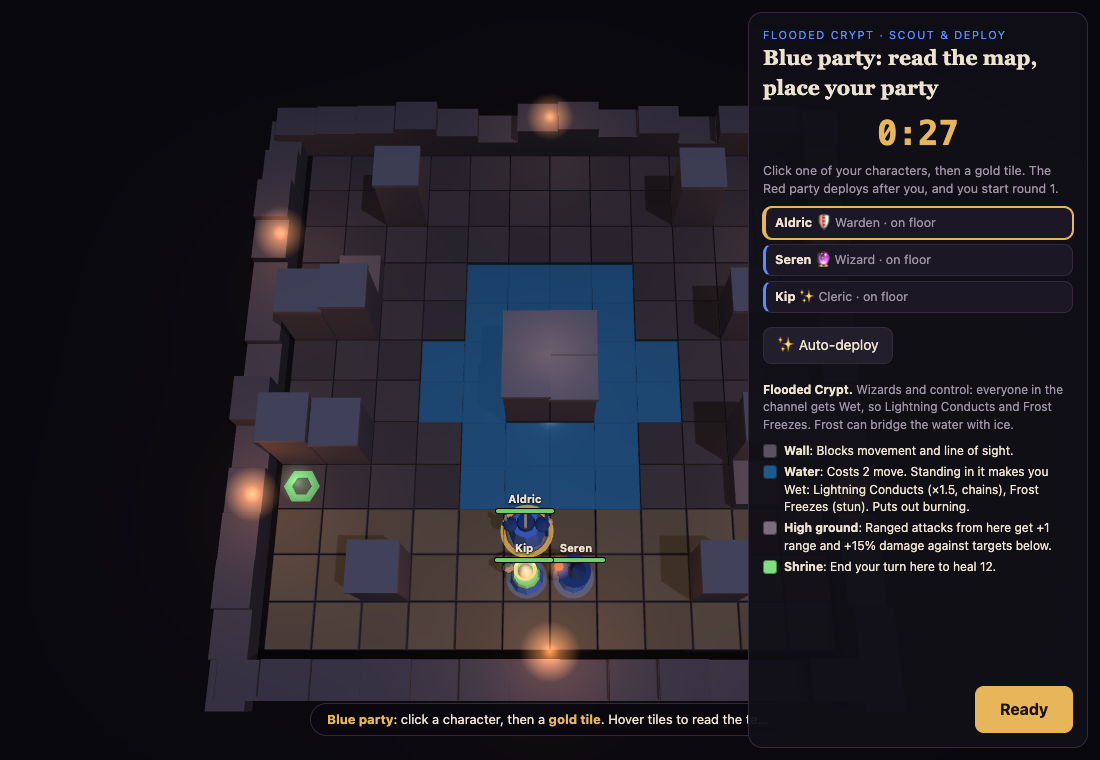 FLOODED CRYPT · SCOUT & DEPLOY
Blue party: read the map,
place your party
0:27
Click one of your characters, then a gold tile. The
Red party deploys after you, and you start round 1.
Aldric 🛡️ Warden · on floor
Seren 🔮 Wizard · on floor
Kip ✨ Cleric · on floor
✨ Auto-deploy
Flooded Crypt. Wizards and control: everyone in the
channel gets Wet, so Lightning Conducts and Frost
Freezes. Frost can bridge the water with ice.
Wall: Blocks movement and line of sight.
Water: Costs 2 move. Standing in it makes you
Wet: Lightning Conducts (×1.5, chains), Frost
Freezes (stun). Puts out burning.
High ground: Ranged attacks from here get +1
range and +15% damage against targets below.
Shrine: End your turn here to heal 12.
Ready
Aldric
Kip
Seren
Blue party: click a character, then a gold tile. Hover tiles to read the